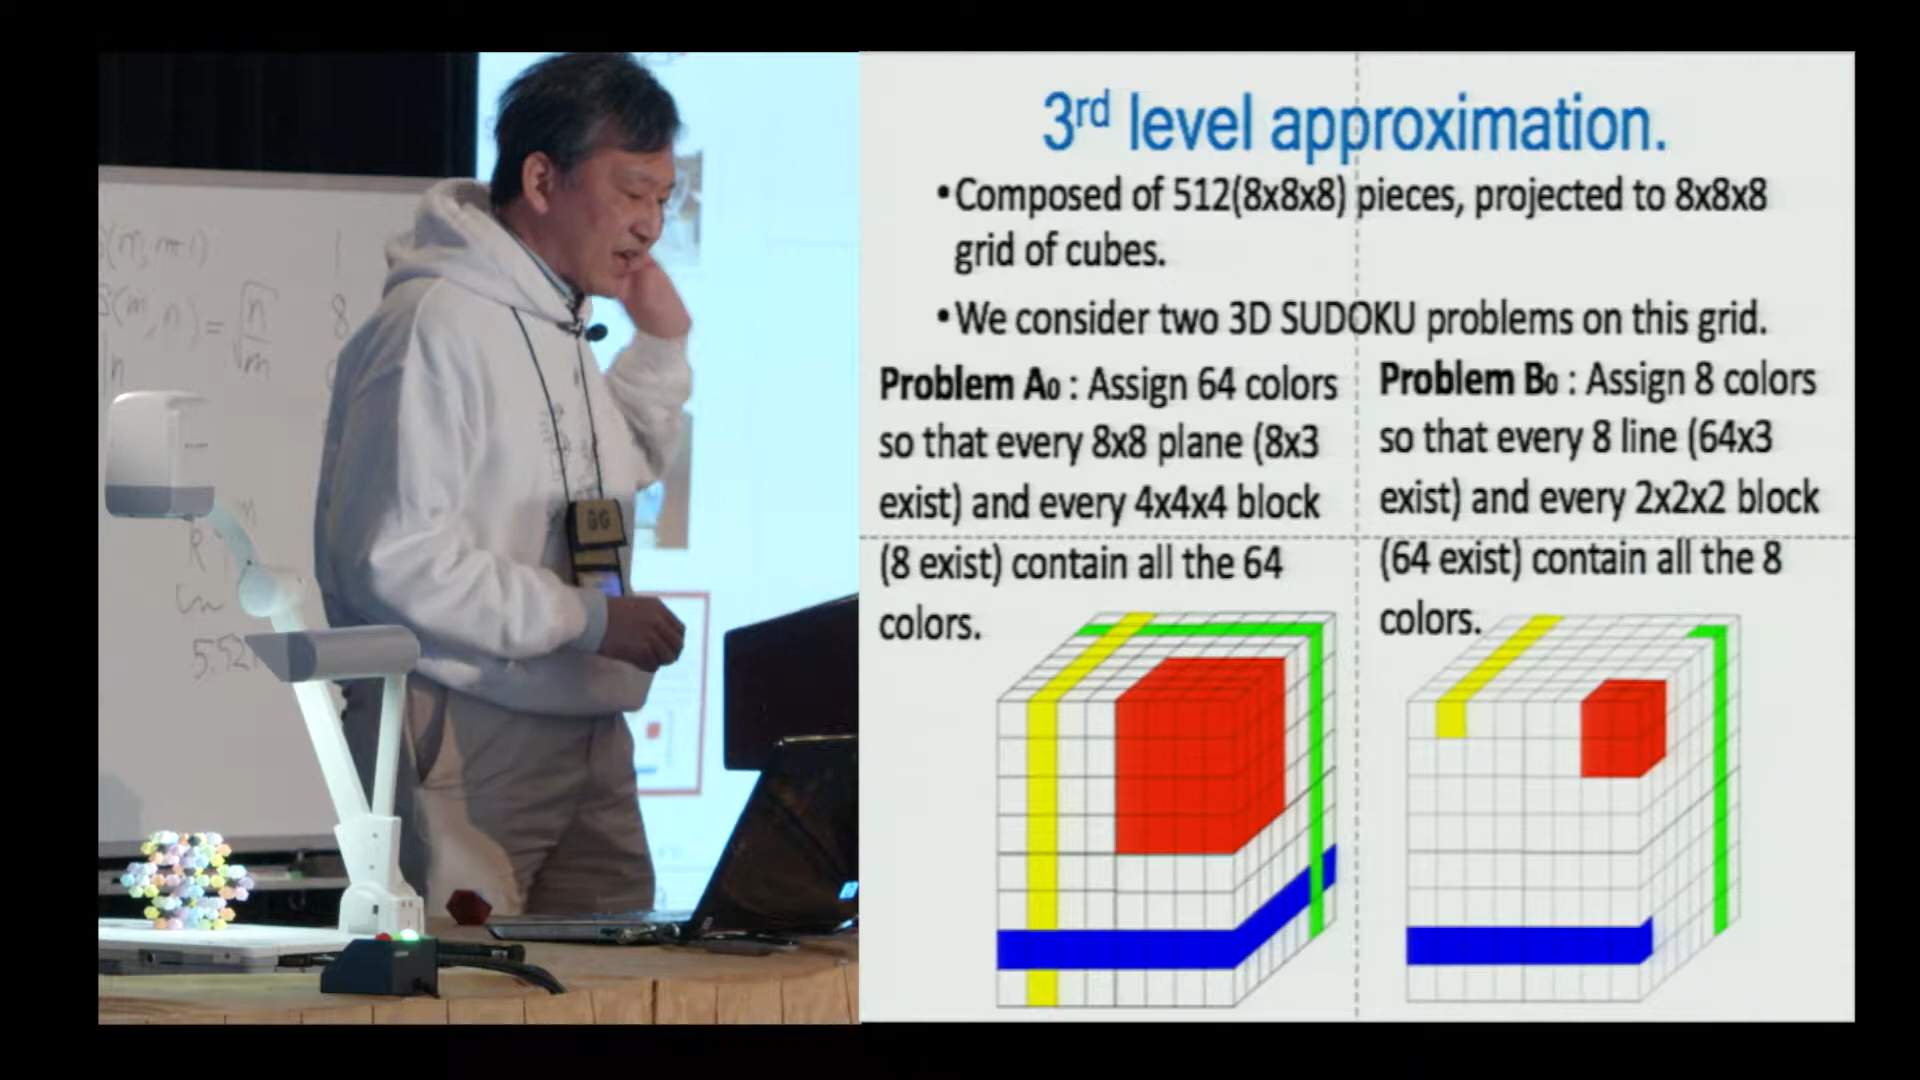 3rd level approximation.
•Composed of 512(8x8x8) pieces, projected to 8x8x8
grid of cubes.
•We consider two 3D SUDOKU problems on this grid.
Problem A0 : Assign 64 colors
so that every 8x8 plane (8x3
exist) and every 4x4x4 block
(8 exist) contain all the 64
colors.
Problem B0 : Assign 8 colors
so that every 8 line (64x3
exist) and every 2x2x2 block
(64 exist) contain all the 8
colors.
(m, n) = √n/√m 8
GG